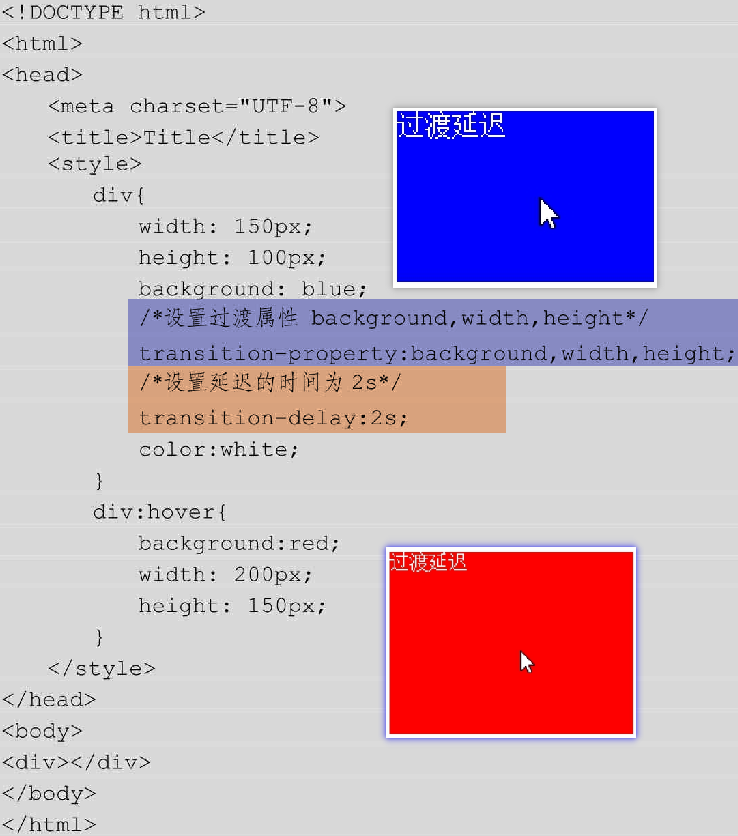 <!DOCTYPE html>
<html>
<head>
<meta charset="UTF-8">
<title>Title</title>
<style>
div{
width: 150px;
height: 100px;
background: blue;
/*设置过渡属性 background,width,height*/
transition-property:background,width,height;
/*设置延迟的时间为2s*/
transition-delay:2s;
color:white;
}
div:hover{
background:red;
width: 200px;
height: 150px;
}
</style>
</head>
<body>
<div></div>
</body>
</html>
过渡延迟
过渡延迟